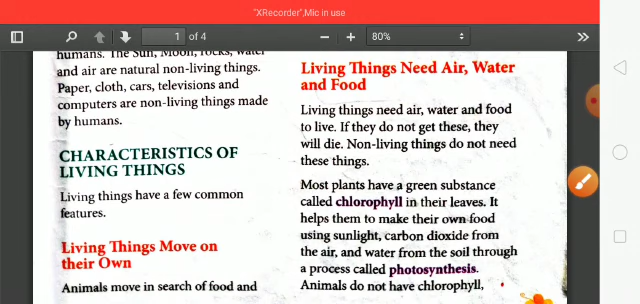 "XRecorder",Mic in use
1 of 4
80%
humans. The Sun, Moon, rocks, water
and air are natural non-living things.
Paper, cloth, cars, televisions and
computers are non-living things made
by humans.
CHARACTERISTICS OF
LIVING THINGS
Living things have a few common
features.
Living Things Move on
their Own
Animals move in search of food and
Living Things Need Air, Water
and Food
Living things need air, water and food
to live. If they do not get these, they
will die. Non-living things do not need
these things.
Most plants have a green substance
called chlorophyll in their leaves. It
helps them to make their own food
using sunlight, carbon dioxide from
the air, and water from the soil through
a process called photosynthesis.
Animals do not have chlorophyll,